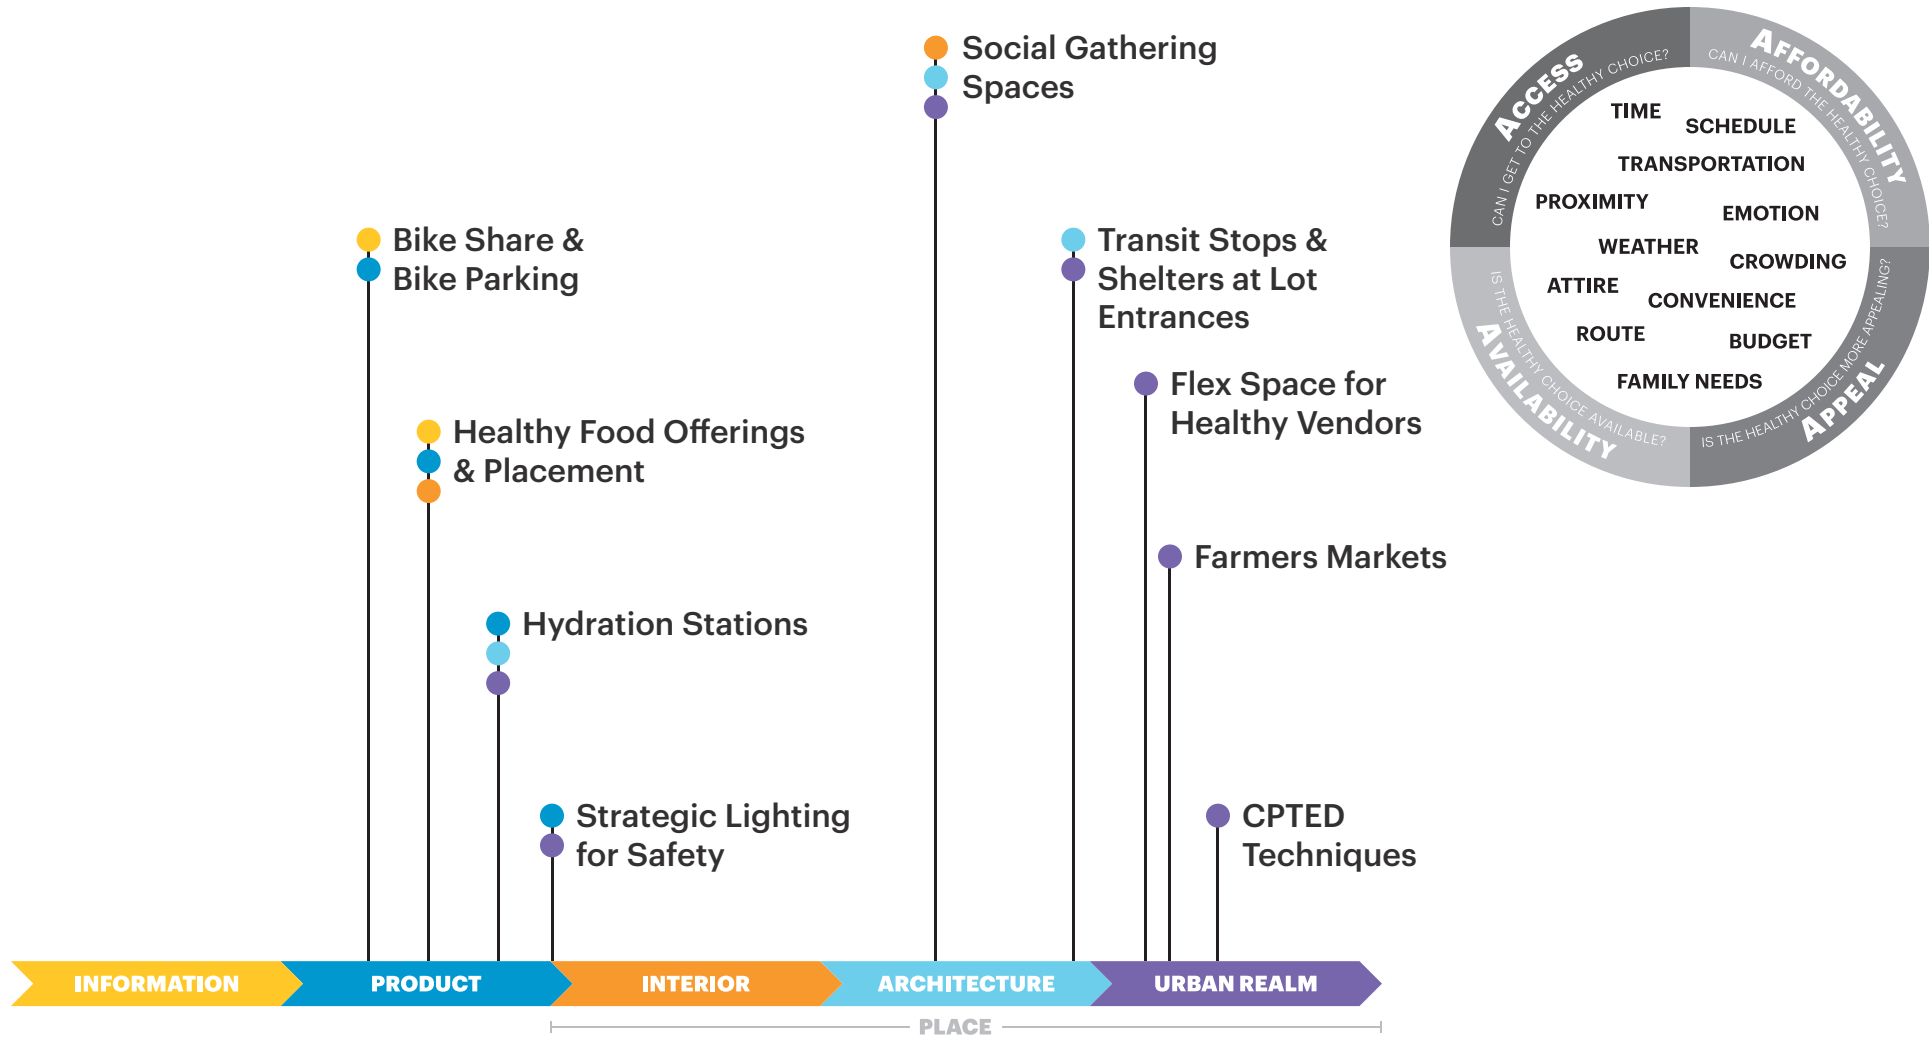 Social Gathering
Spaces
Bike Share &
Bike Parking
Transit Stops &
Shelters at Lot
Entrances
Flex Space for
Healthy Vendors
Healthy Food Offerings
& Placement
Farmers Markets
Hydration Stations
Strategic Lighting
for Safety
CPTED
Techniques
INFORMATION
PRODUCT
INTERIOR
ARCHITECTURE
URBAN REALM
PLACE
ACCESS
CAN I GET TO THE HEALTHY CHOICE?
AFFORDABILITY
CAN I AFFORD THE HEALTHY CHOICE?
TIME
SCHEDULE
TRANSPORTATION
PROXIMITY
EMOTION
WEATHER
CROWDING
ATTIRE
CONVENIENCE
ROUTE
BUDGET
FAMILY NEEDS
IS THE HEALTHY CHOICE AVAILABLE?
AVAILABILITY
IS THE HEALTHY CHOICE MORE APPEALING?
APPEAL